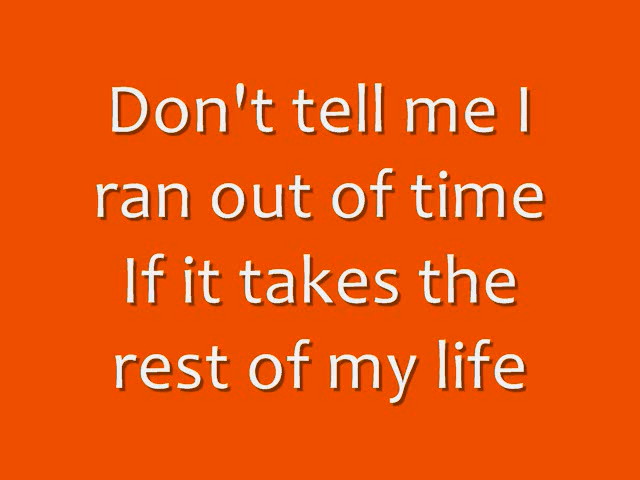 Don't tell me I
ran out of time
If it takes the
rest of my life